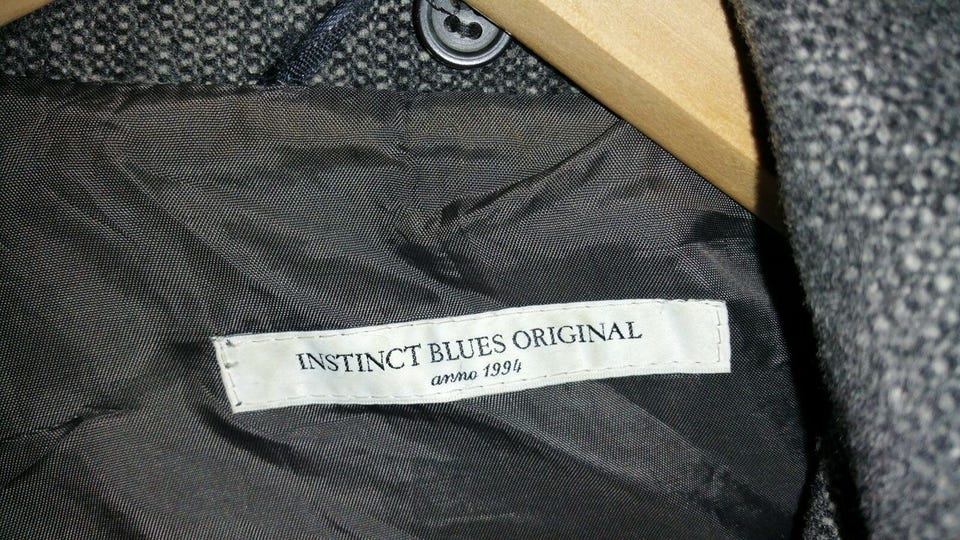 INSTINCT BLUES ORIGINAL
anno 1994